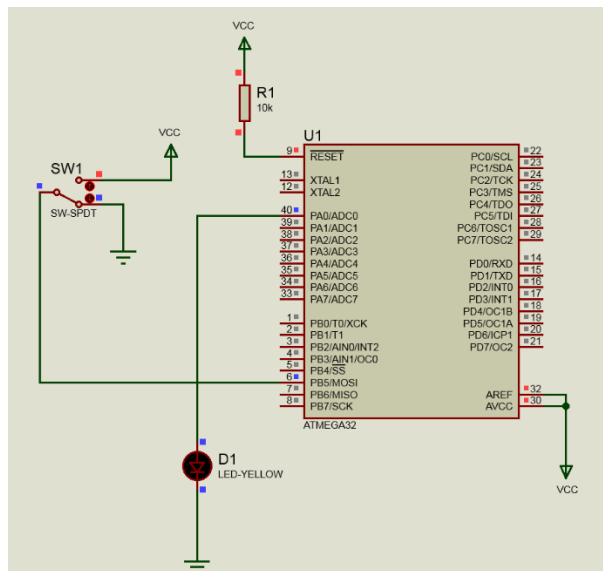 VCC
R1
10k
VCC
SW1
SW-SPDT
U1
9 RESET
13 XTAL1
12 XTAL2
40 PA0/ADC0
39 PA1/ADC1
38 PA2/ADC2
37 PA3/ADC3
36 PA4/ADC4
35 PA5/ADC5
34 PA6/ADC6
33 PA7/ADC7
1 PB0/T0/XCK
2 PB1/T1
3 PB2/AIN0/INT2
4 PB3/AIN1/OC0
5 PB4/SS
6 PB5/MOSI
7 PB6/MISO
8 PB7/SCK
PC0/SCL 22
PC1/SDA 23
PC2/TCK 24
PC3/TMS 25
PC4/TDO 26
PC5/TDI 27
PC6/TOSC1 28
PC7/TOSC2 29
PD0/RXD 14
PD1/TXD 15
PD2/INT0 16
PD3/INT1 17
PD4/OC1B 18
PD5/OC1A 19
PD6/ICP1 20
PD7/OC2 21
AREF 32
AVCC 30
ATMEGA32
D1
LED-YELLOW
VCC